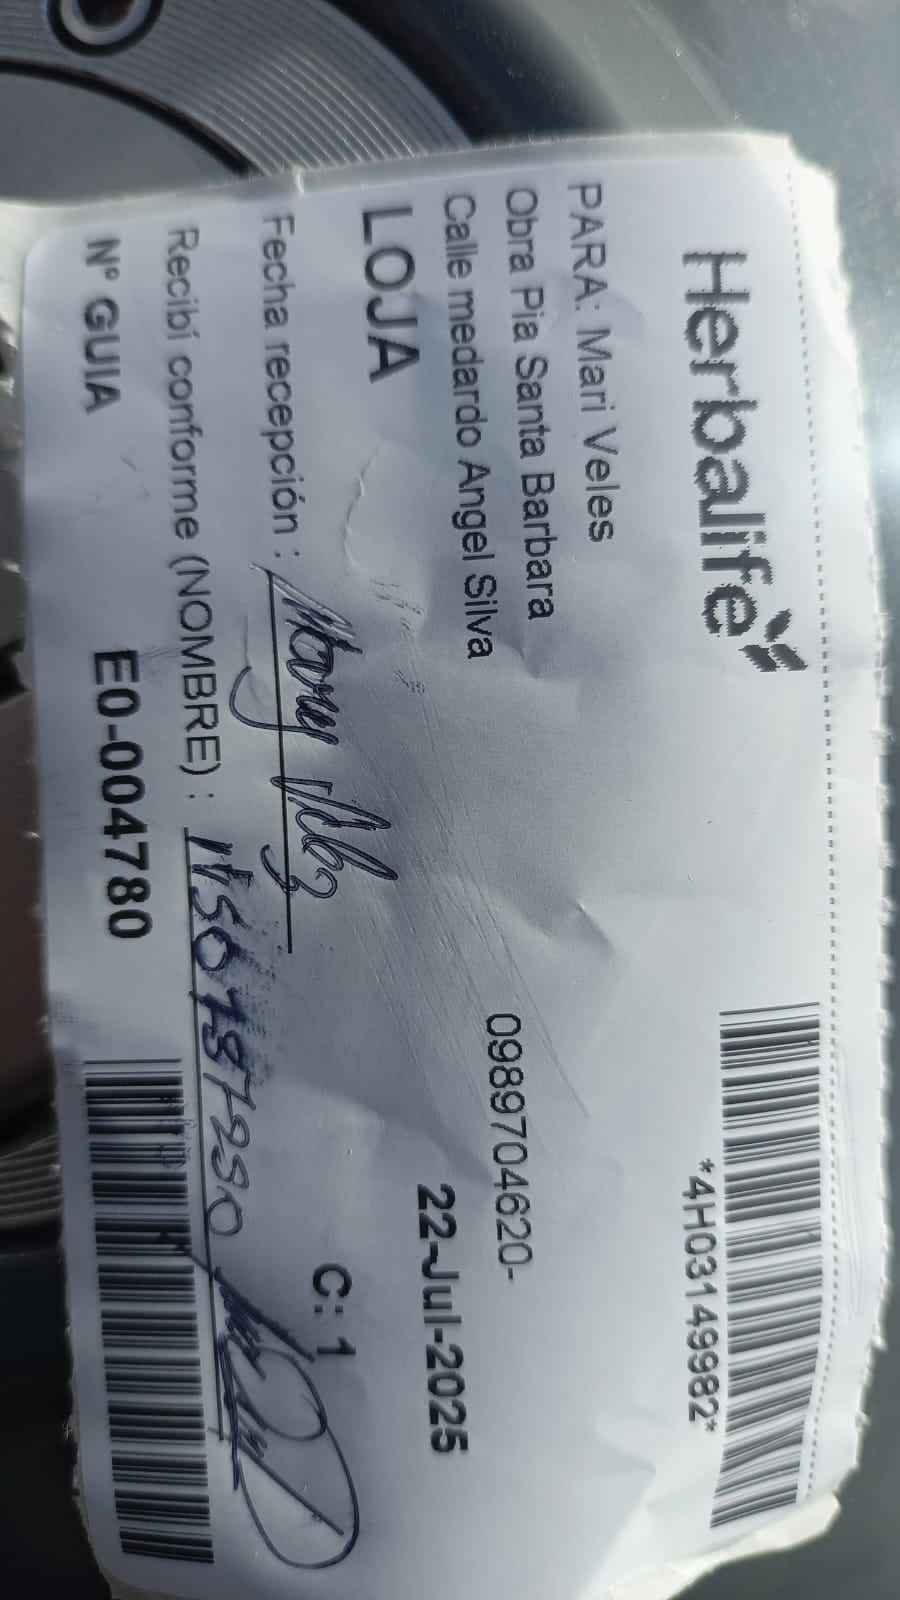 Herbalife
*4H03149982*
PARA: Mari Veles
Obra Pia Santa Barbara
Calle medardo Angel Silva
0989704620-
LOJA
22-Jul-2025
Fecha recepción :
C: 1
Recibí conforme (NOMBRE) :
Nº GUIA
E0-004780